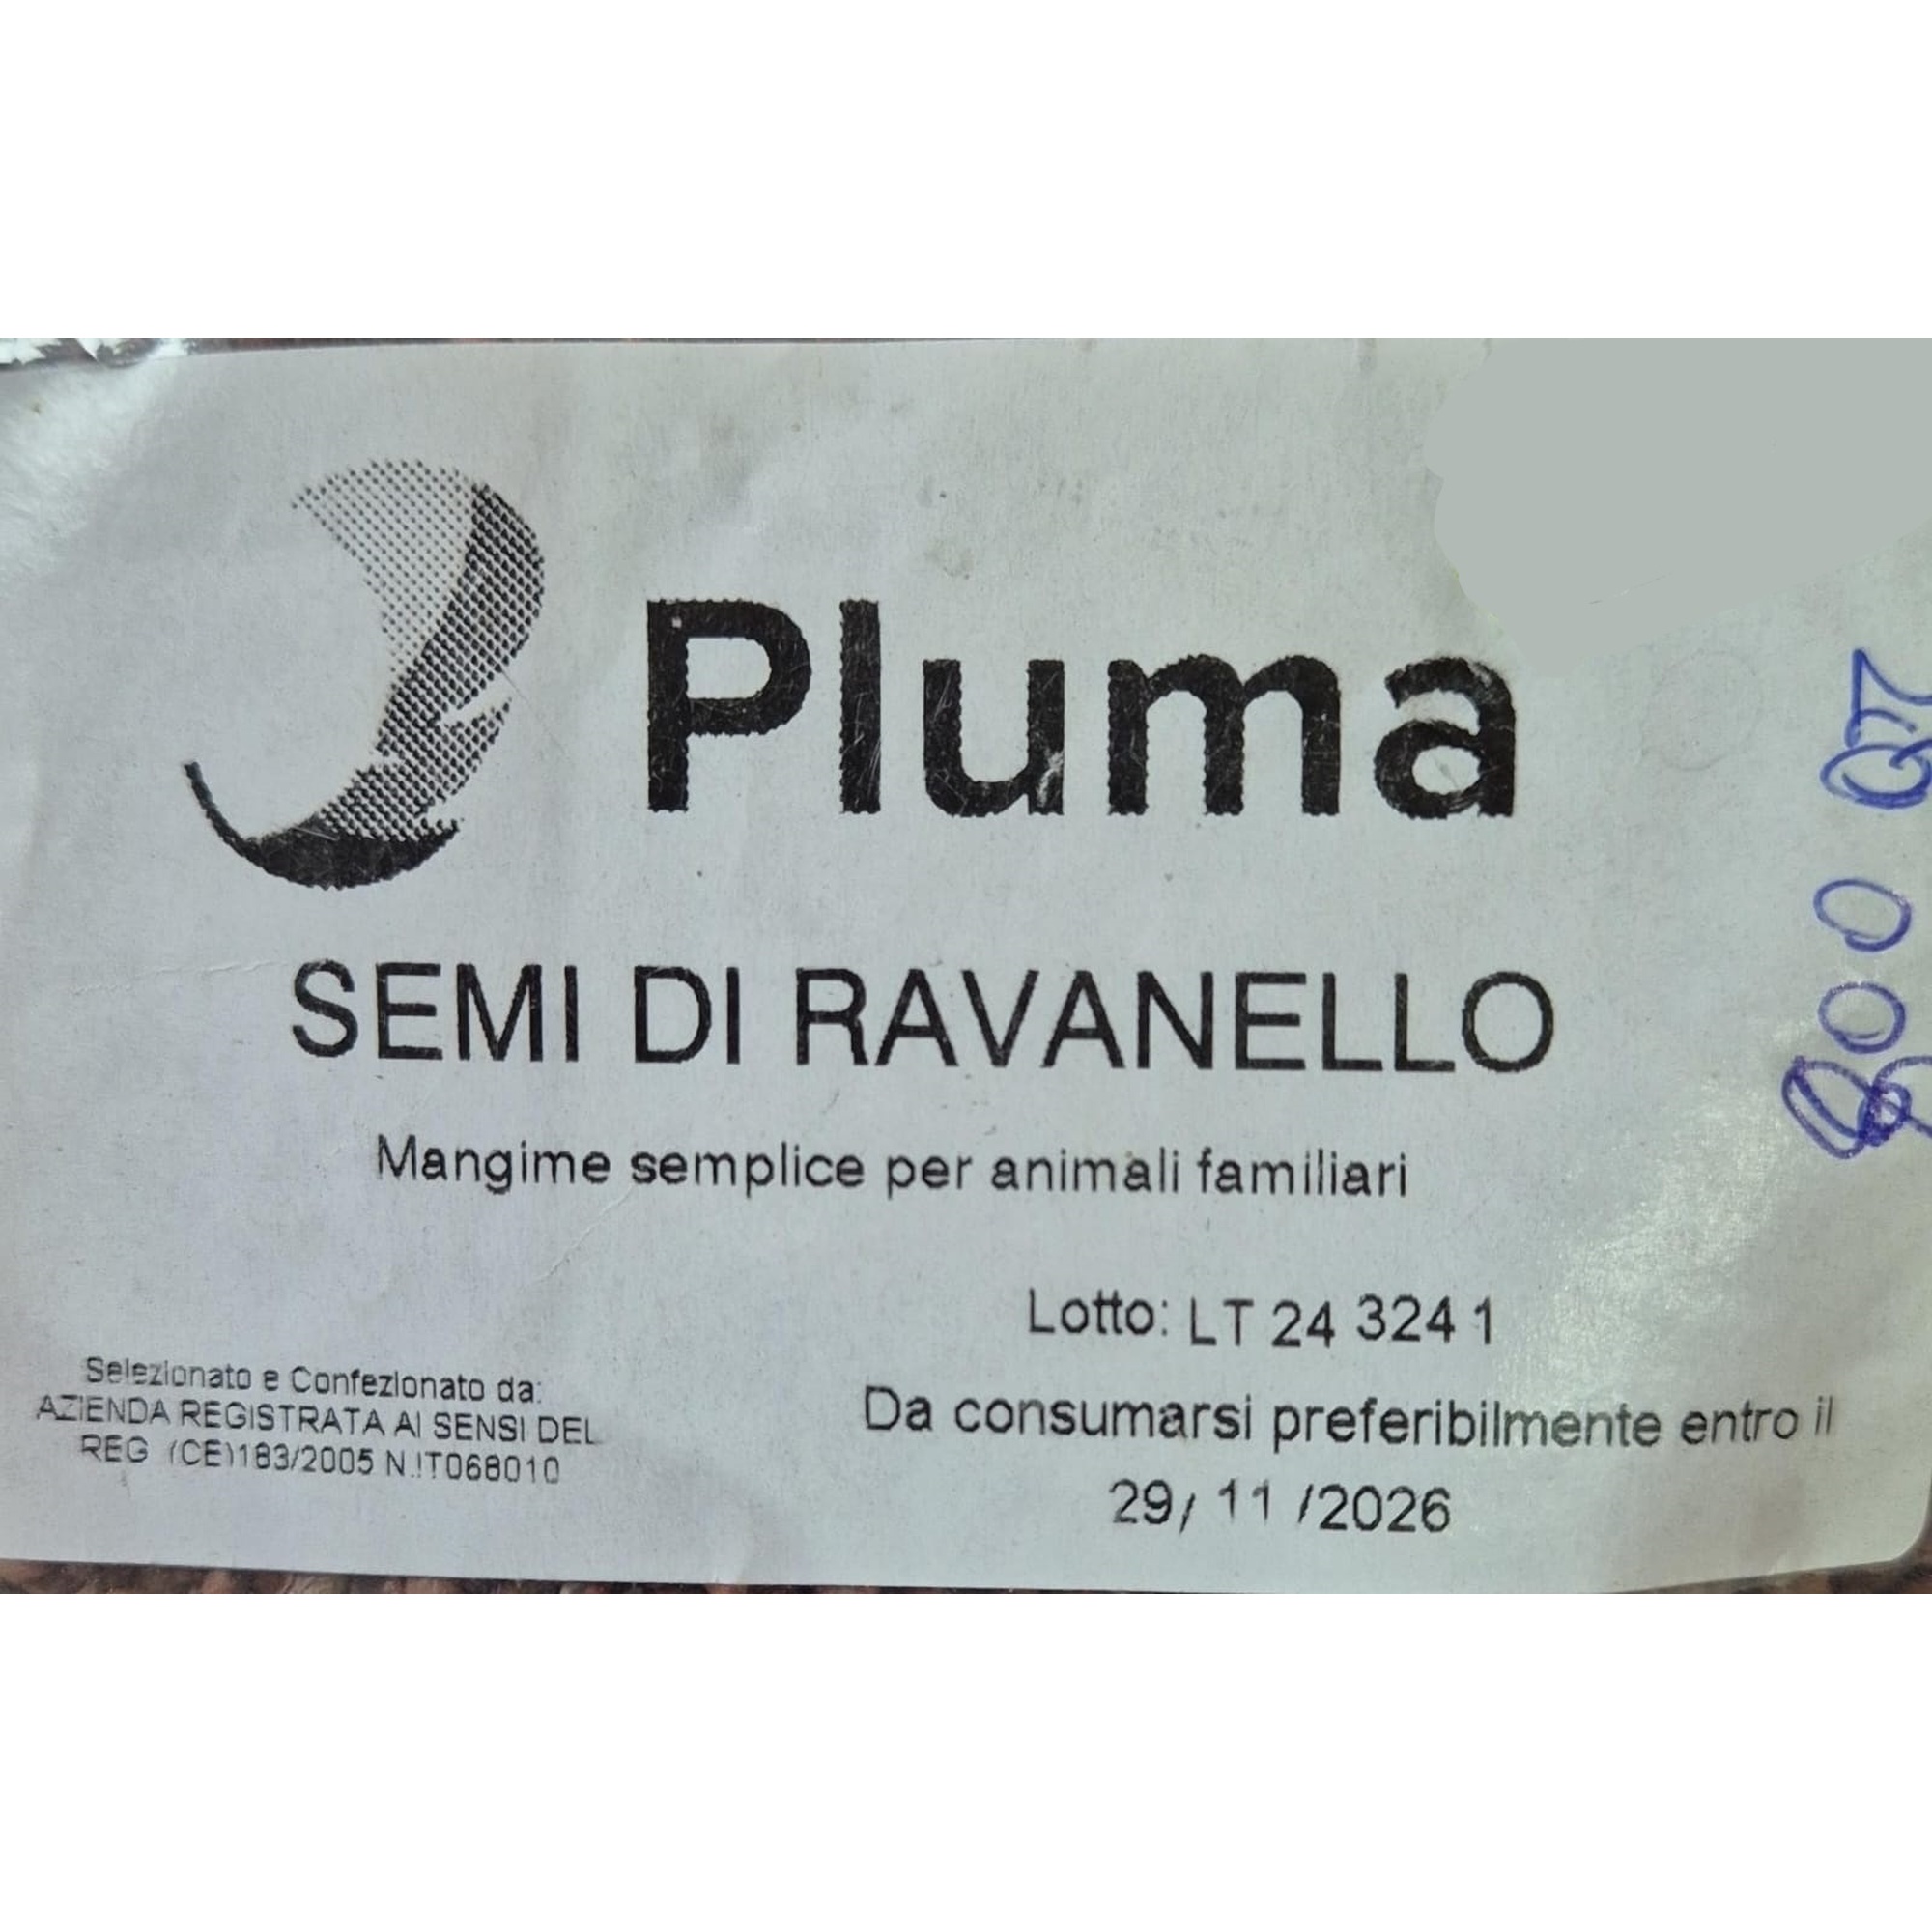 Pluma
SEMI DI RAVANELLO
Mangime semplice per animali familiari
Lotto: LT 24 324 1
Selezionato e Confezionato da:
AZIENDA REGISTRATA AI SENSI DEL
REG (CE)183/2005 N.IT068010
Da consumarsi preferibilmente entro il
29/ 11 /2026